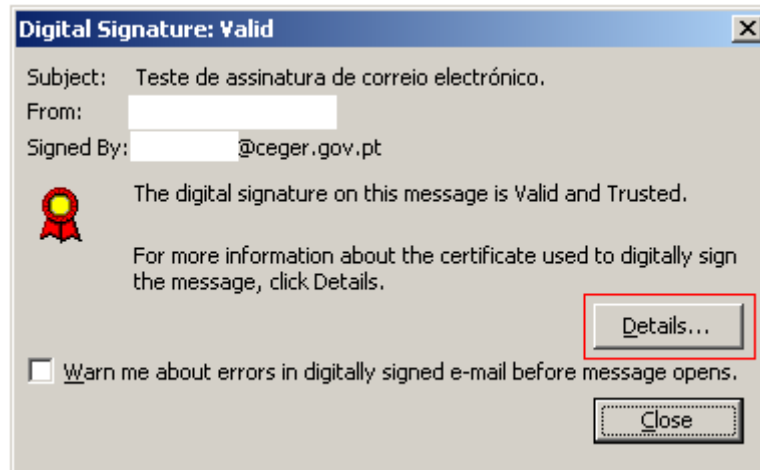 Digital Signature: Valid
Subject: Teste de assinatura de correio electrónico.
From:
Signed By: @ceger.gov.pt
The digital signature on this message is Valid and Trusted.
For more information about the certificate used to digitally sign
the message, click Details.
Details...
Warn me about errors in digitally signed e-mail before message opens.
Close